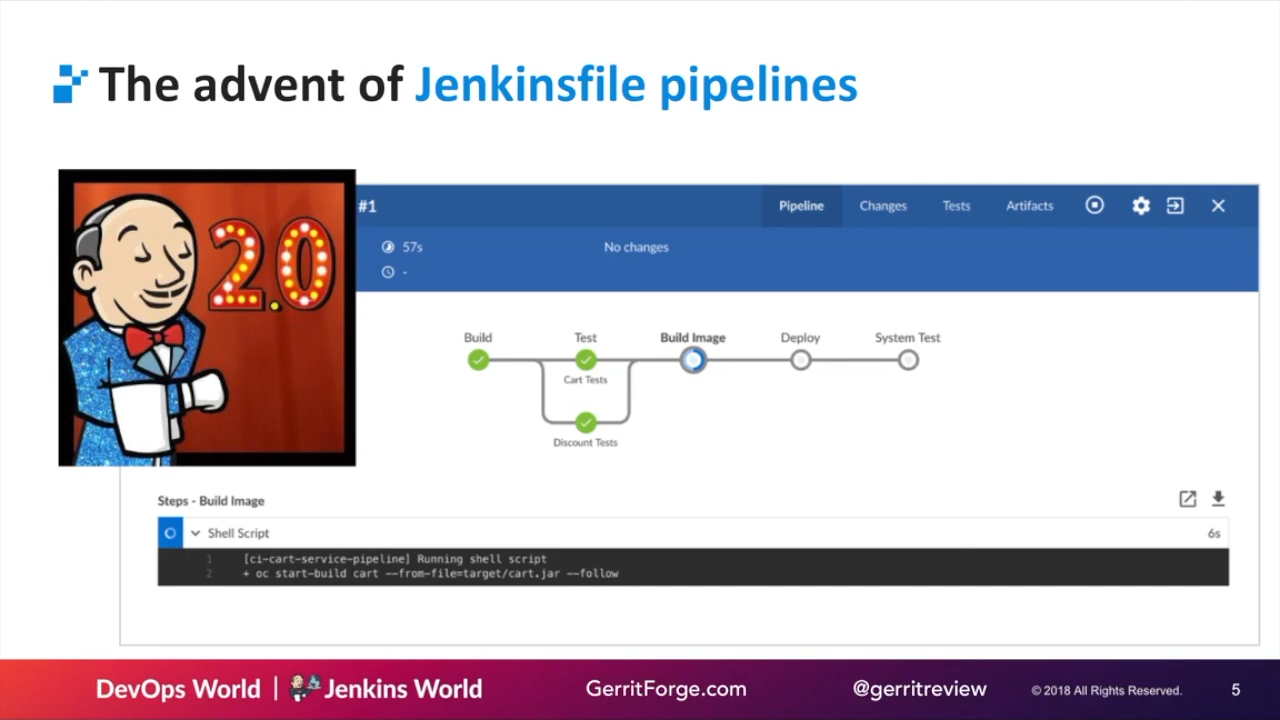 The advent of Jenkinsfile pipelines
2.0
#1
Pipeline
Changes
Tests
Artifacts
57s
No changes
-
Build
Test
Build Image
Deploy
System Test
Cart Tests
Discount Tests
Steps - Build Image
Shell Script
6s
1 [ci-cart-service-pipeline] Running shell script
2 + oc start-build cart --from-file=target/cart.jar --follow
DevOps World | Jenkins World
GerritForge.com
@gerritreview
© 2018 All Rights Reserved.
5